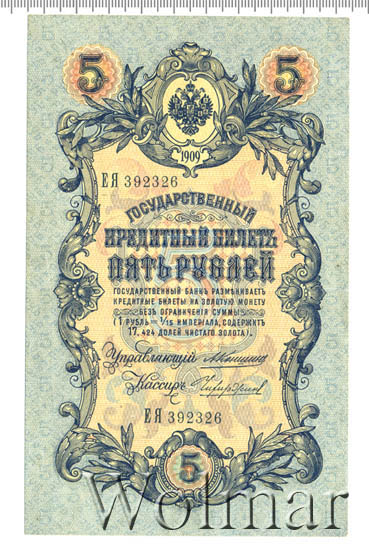 5 5
1909
ЕЯ 392326
ГОСУДАРСТВЕННЫЙ
КРЕДИТНЫЙ БИЛЕТЪ
ПЯТЬ РУБЛЕЙ
ГОСУДАРСТВЕННЫЙ БАНКЪ РАЗМѢНИВАЕТЪ
КРЕДИТНЫЕ БИЛЕТЫ НА ЗОЛОТУЮ МОНЕТУ
БЕЗЪ ОГРАНИЧЕНІЯ СУММЫ
(1 РУБЛЬ = 1/15 ИМПЕРІАЛА, СОДЕРЖИТЪ
17,424 ДОЛЕЙ ЧИСТАГО ЗОЛОТА).
Управляющій
Кассиръ
ЕЯ 392326
5
Wolmar